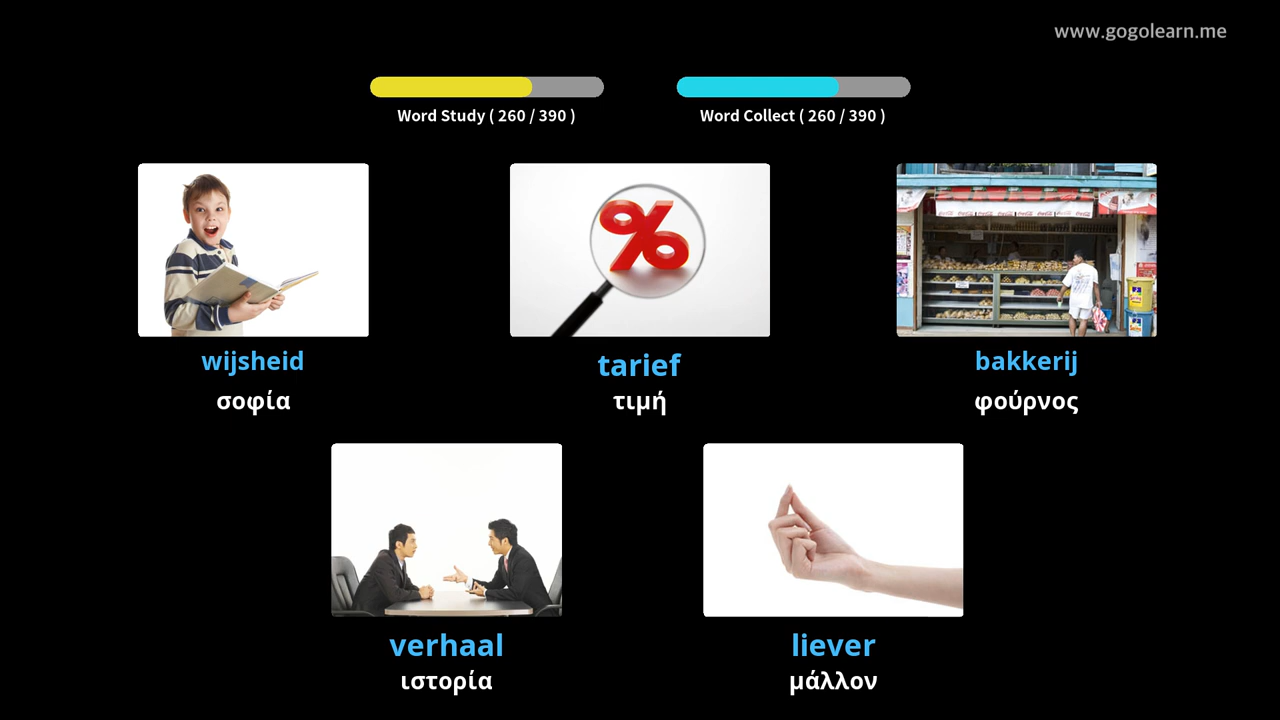 www.gogolearn.me
Word Study ( 260 / 390 )
Word Collect ( 260 / 390 )
%
wijsheid
tarief
bakkerij
σοφία
τιμή
φούρνος
verhaal
liever
ιστορία
μάλλον